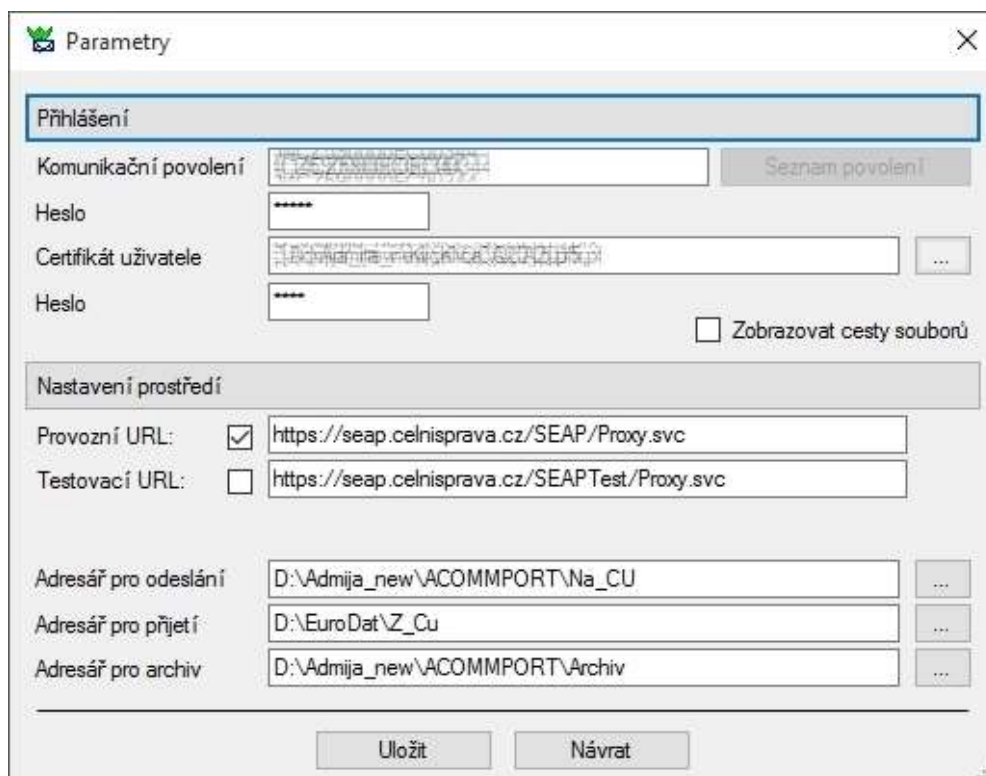 Parametry
Přihlášení
Komunikační povolení Seznam povolení
Heslo *****
Certifikát uživatele ...
Heslo ****
Zobrazovat cesty souborů
Nastavení prostředí
Provozní URL: https://seap.celnisprava.cz/SEAP/Proxy.svc
Testovací URL: https://seap.celnisprava.cz/SEAPTest/Proxy.svc
Adresář pro odeslání D:\Admija_new\ACOMMPORT\Na_CU ...
Adresář pro přijetí D:\EuroDat\Z_Cu ...
Adresář pro archiv D:\Admija_new\ACOMMPORT\Archiv ...
Uložit Návrat